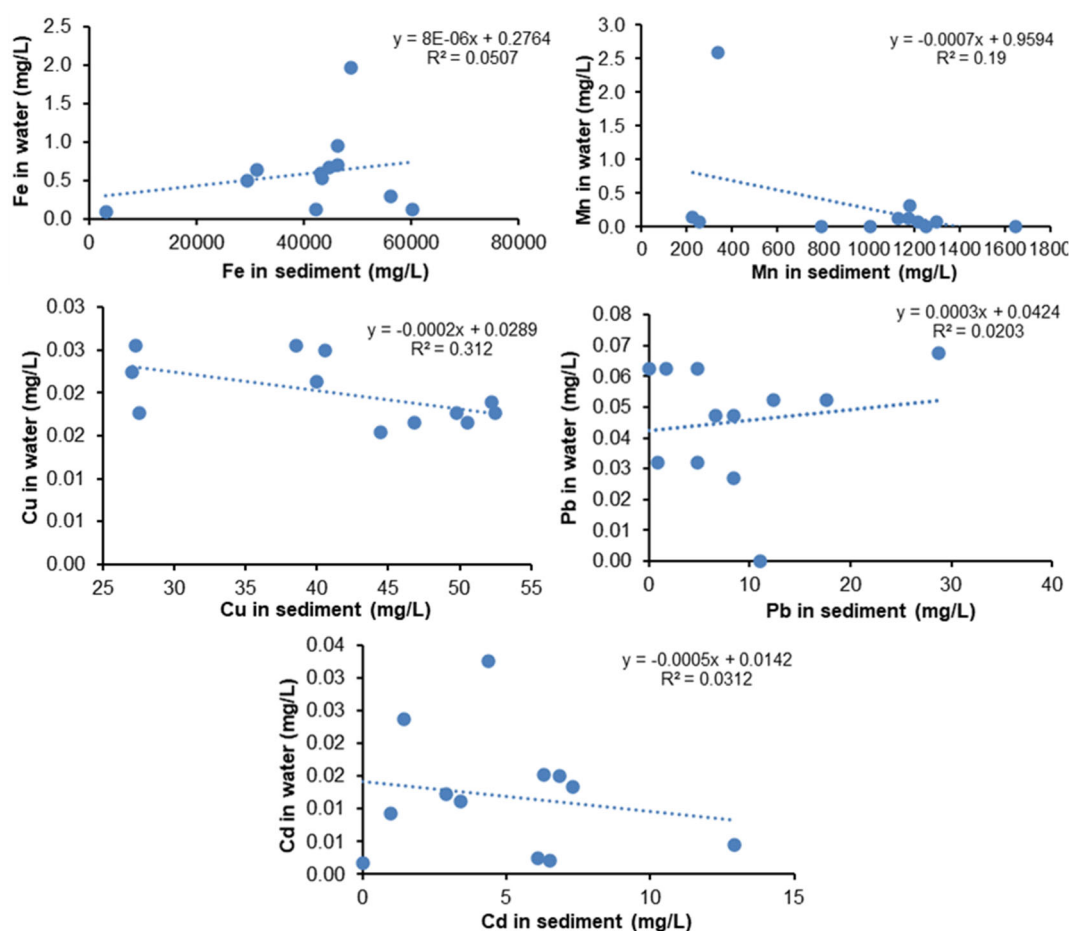 2.5
2.0
1.5
1.0
0.5
0.0
Fe in water (mg/L)
y = 8E-06x + 0.2764
R² = 0.0507
0 20000 40000 60000 80000
Fe in sediment (mg/L)
3.0
2.5
2.0
1.5
1.0
0.5
0.0
Mn in water (mg/L)
y = -0.0007x + 0.9594
R² = 0.19
0 200 400 600 800 1000 1200 1400 1600 1800
Mn in sediment (mg/L)
0.03
0.03
0.02
0.02
0.01
0.01
0.00
Cu in water (mg/L)
y = -0.0002x + 0.0289
R² = 0.312
25 30 35 40 45 50 55
Cu in sediment (mg/L)
0.08
0.07
0.06
0.05
0.04
0.03
0.02
0.01
0.00
Pb in water (mg/L)
y = 0.0003x + 0.0424
R² = 0.0203
0 10 20 30 40
Pb in sediment (mg/L)
0.04
0.03
0.03
0.02
0.02
0.01
0.01
0.00
Cd in water (mg/L)
y = -0.0005x + 0.0142
R² = 0.0312
0 5 10 15
Cd in sediment (mg/L)